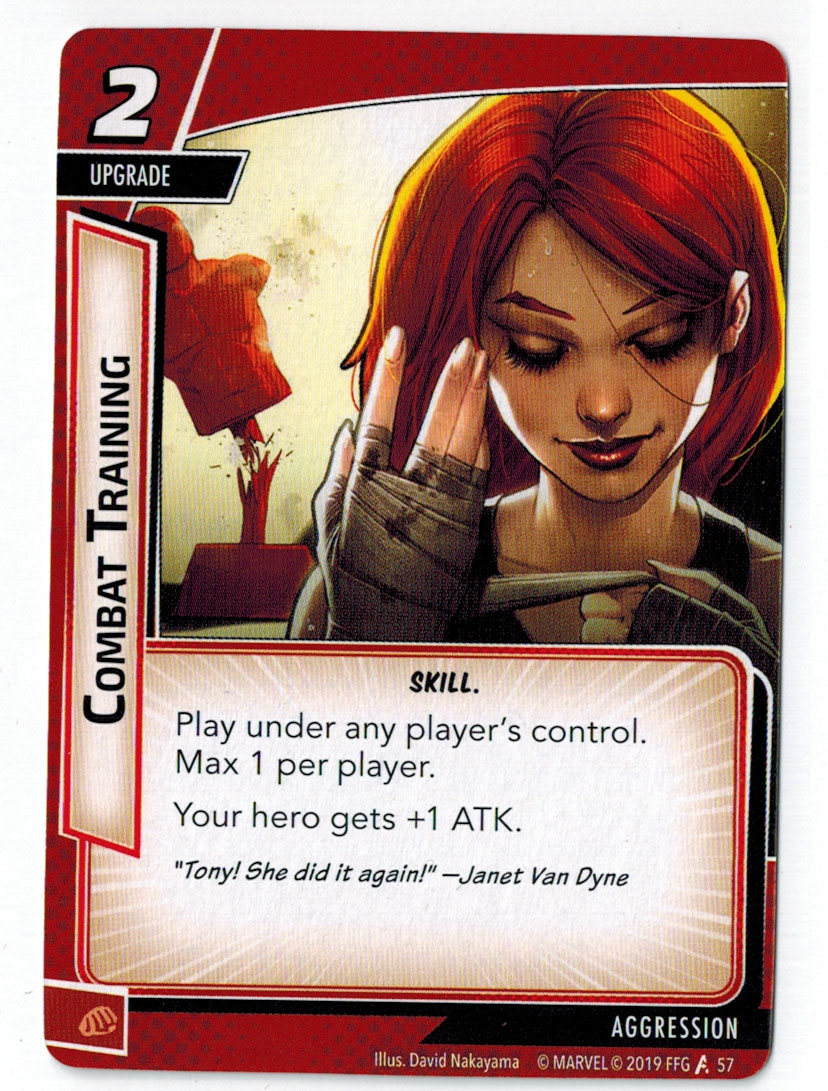 2
UPGRADE
COMBAT TRAINING
SKILL.
Play under any player's control.
Max 1 per player.
Your hero gets +1 ATK.
"Tony! She did it again!" —Janet Van Dyne
AGGRESSION
Illus. David Nakayama © MARVEL © 2019 FFG 57